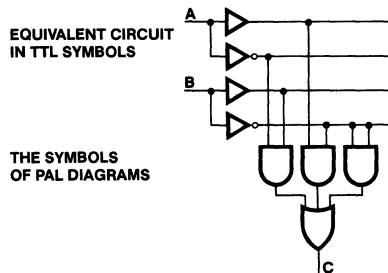 A
EQUIVALENT CIRCUIT
IN TTL SYMBOLS
B
THE SYMBOLS
OF PAL DIAGRAMS
C